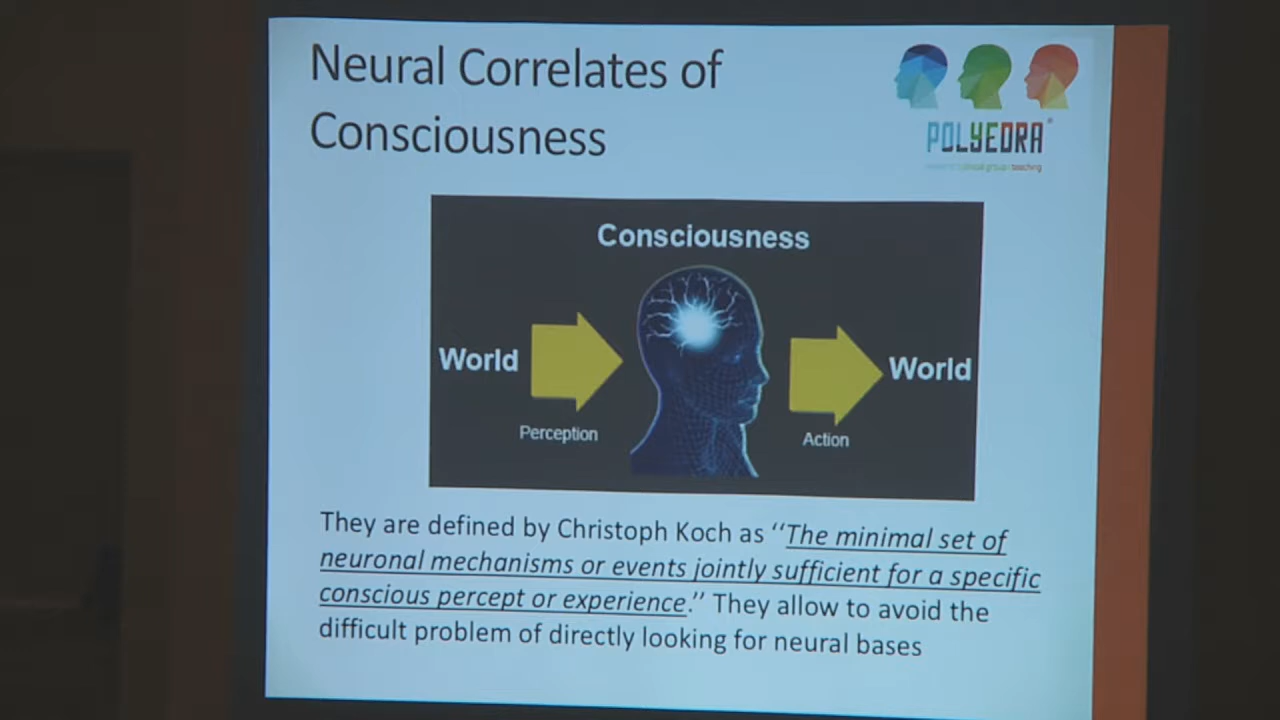 Neural Correlates of
Consciousness
POLYEDRA
teaching
Consciousness
World
World
Perception
Action
They are defined by Christoph Koch as ‘‘The minimal set of
neuronal mechanisms or events jointly sufficient for a specific
conscious percept or experience.’’ They allow to avoid the
difficult problem of directly looking for neural bases